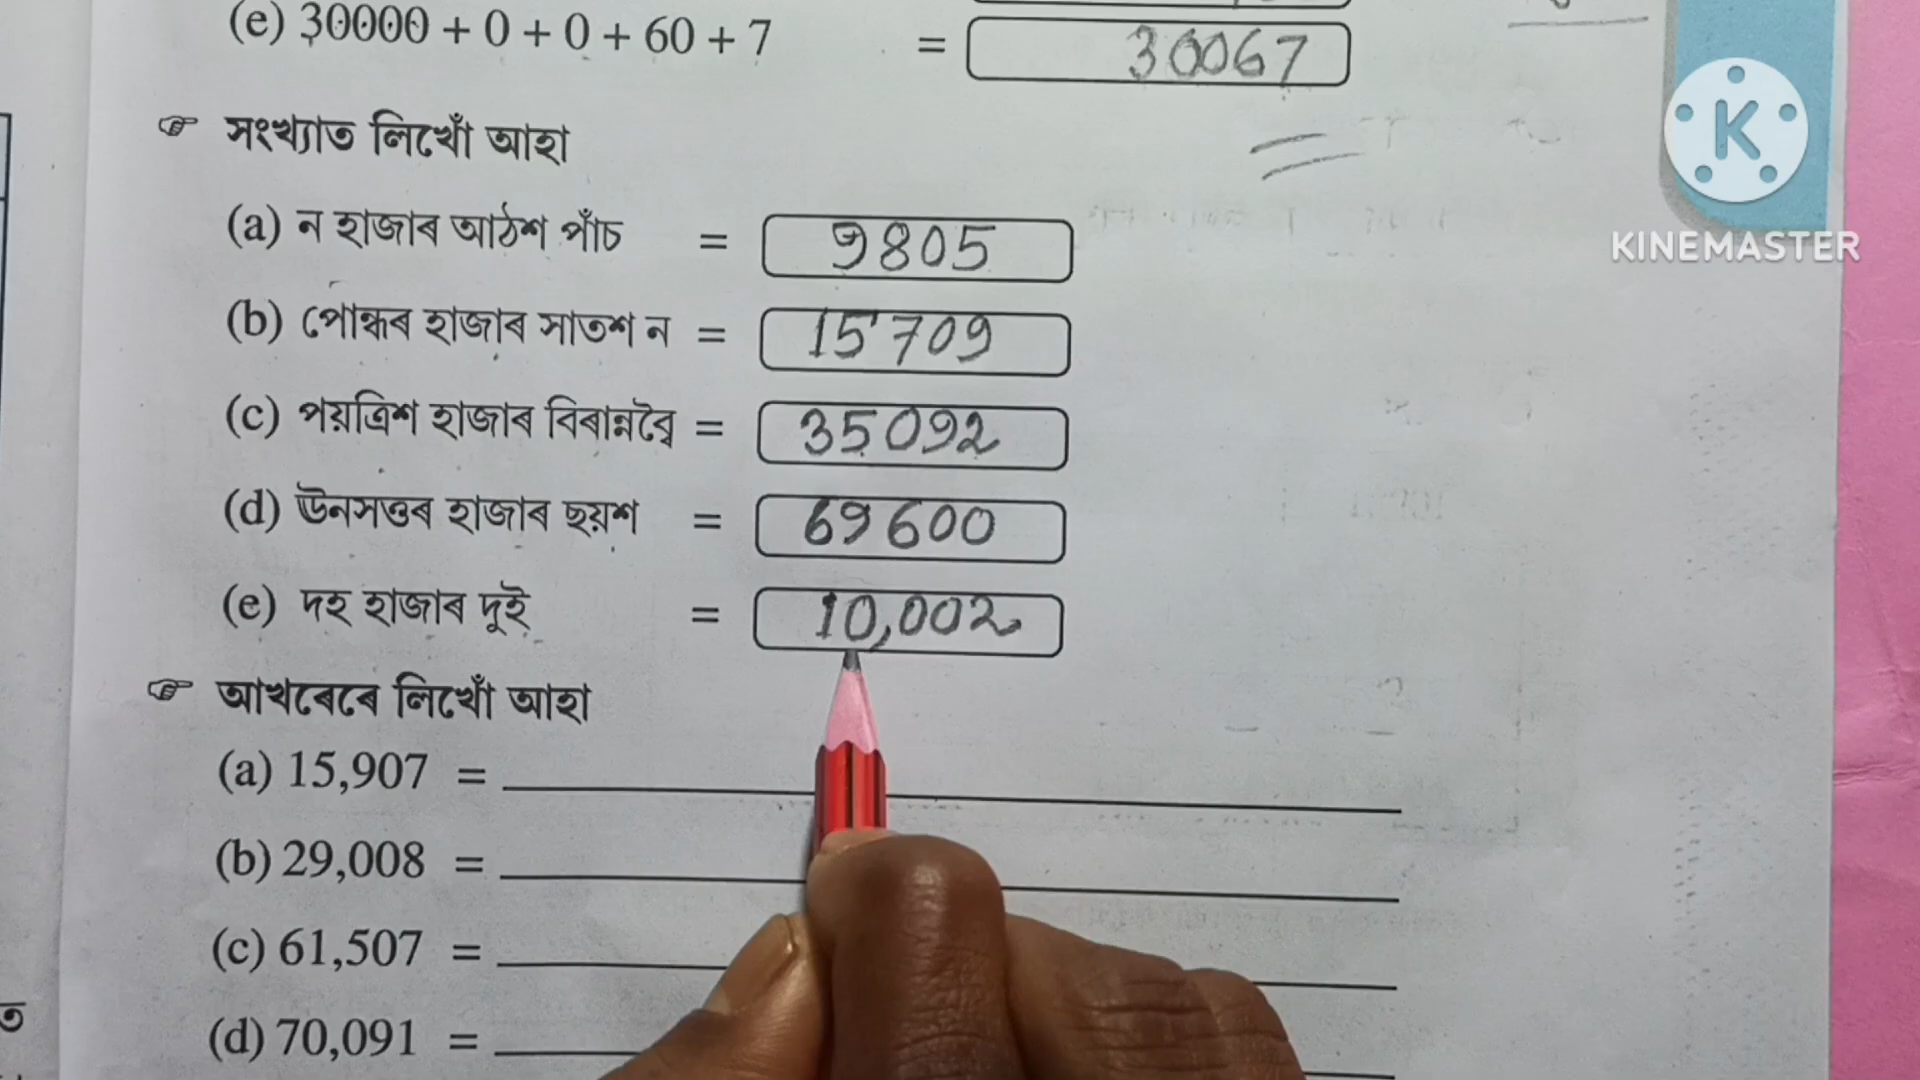 (e) 30000 + 0 + 0 + 60 + 7 = 30067
সংখ্যাত লিখোঁ আহা
(a) ন হাজাৰ আঠশ পাঁচ = 9805
(b) পোন্ধৰ হাজাৰ সাতশ ন = 15709
(c) পয়ত্ৰিশ হাজাৰ বিৰান্নব্বৈ = 35092
(d) ঊনসত্তৰ হাজাৰ ছয়শ = 69600
(e) দহ হাজাৰ দুই = 10,002
আখৰেৰে লিখোঁ আহা
(a) 15,907 =
(b) 29,008 =
(c) 61,507 =
(d) 70,091 =
ত
K
KINEMASTER